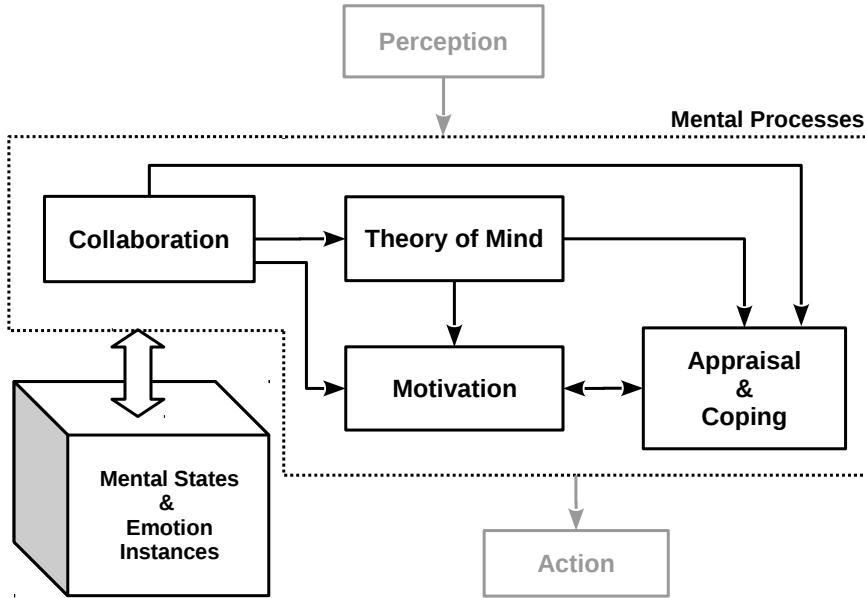 Perception
Mental Processes
Collaboration
Theory of Mind
Motivation
Appraisal
&
Coping
Mental States
&
Emotion
Instances
Action